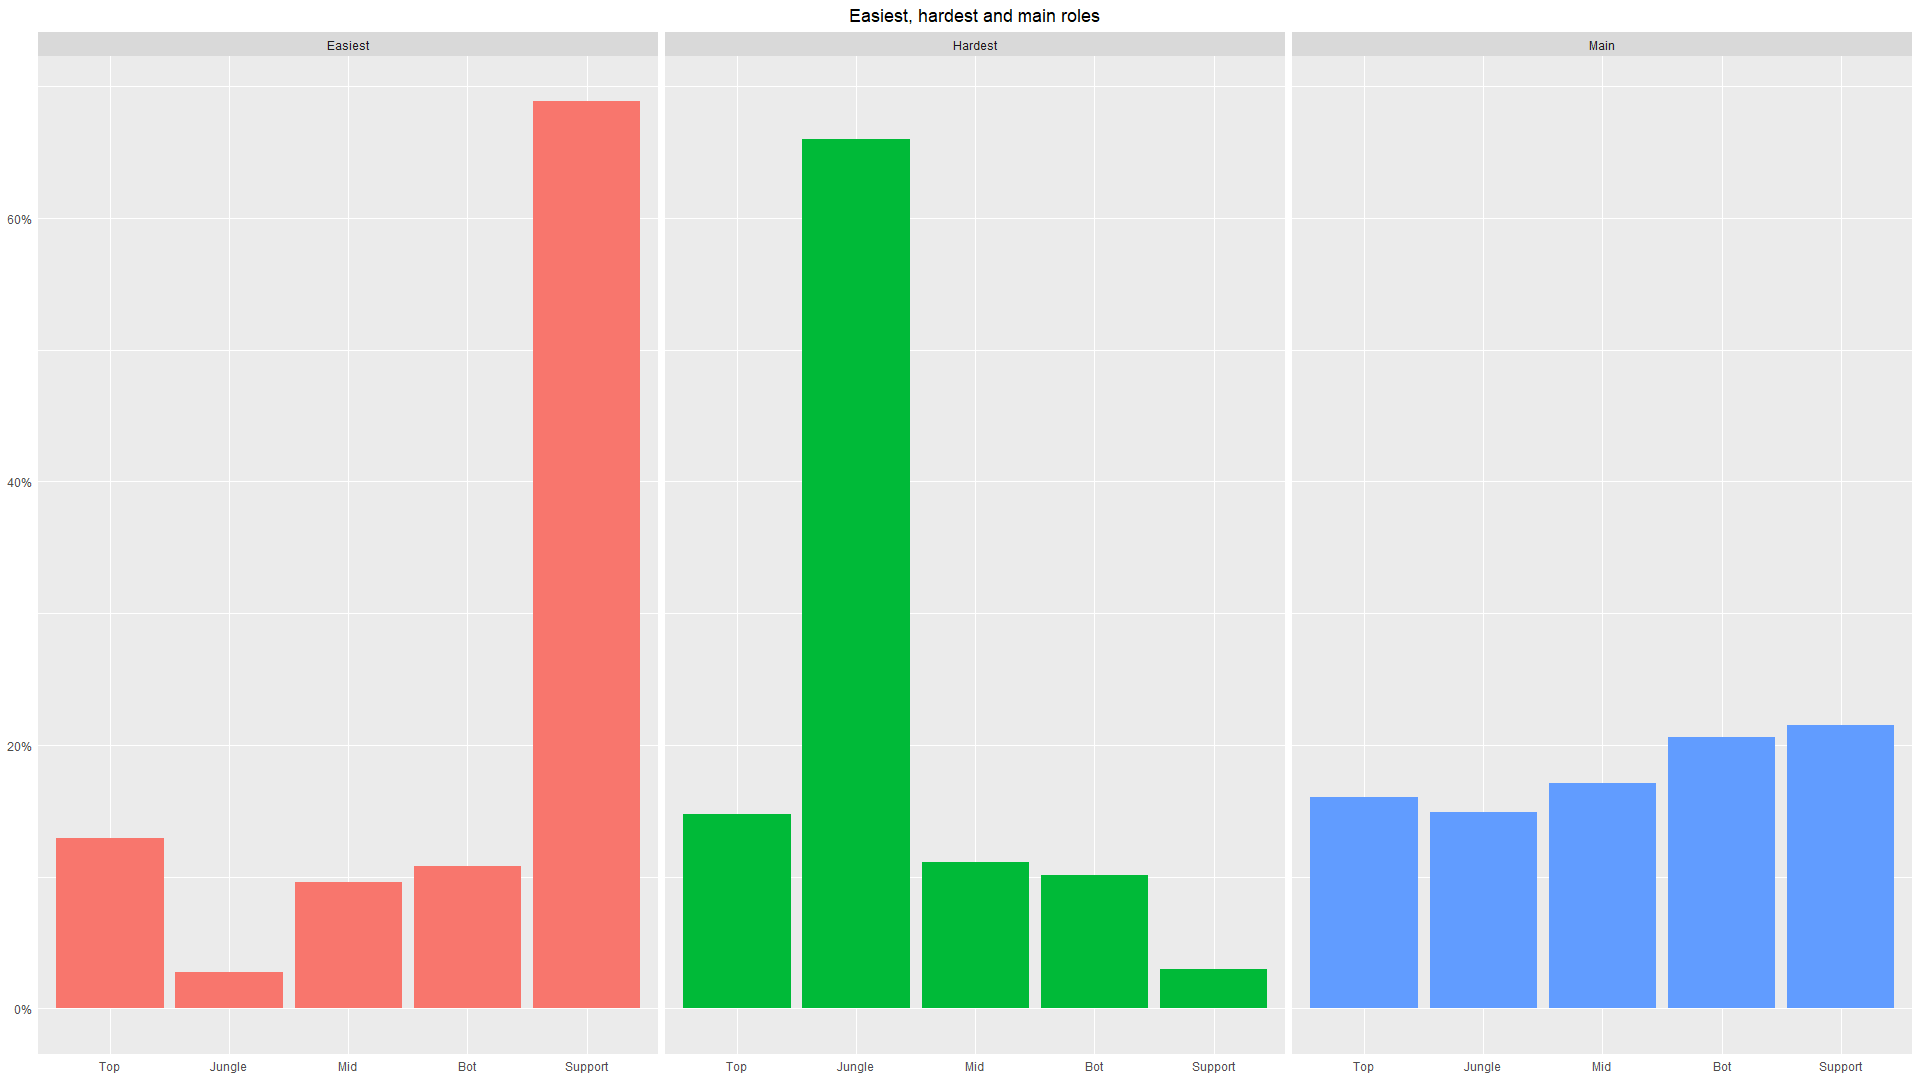 Easiest, hardest and main roles
Easiest Hardest Main
60%
40%
20%
0%
Top Jungle Mid Bot Support Top Jungle Mid Bot Support Top Jungle Mid Bot Support